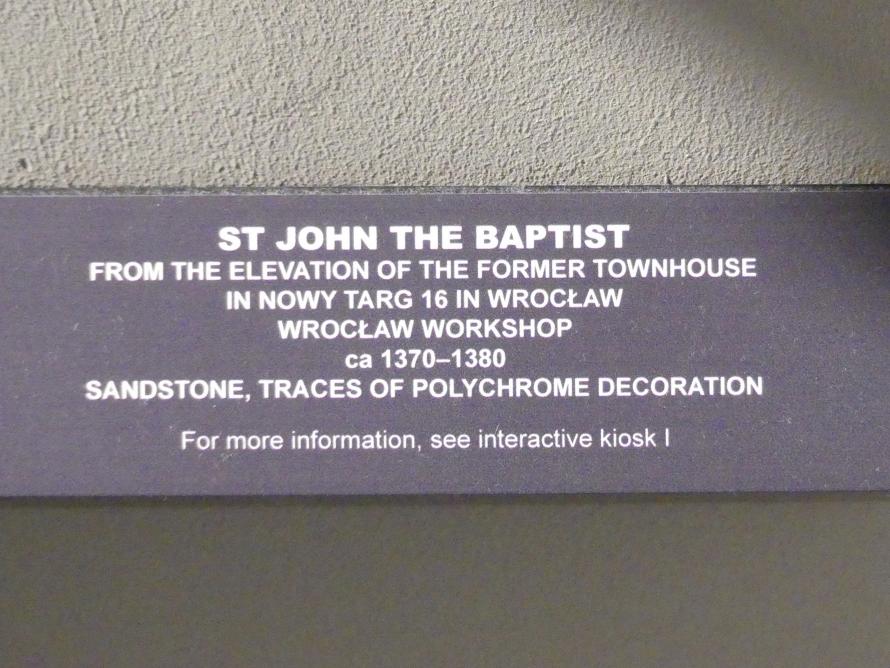 ST JOHN THE BAPTIST
FROM THE ELEVATION OF THE FORMER TOWNHOUSE
IN NOWY TARG 16 IN WROCŁAW
WROCŁAW WORKSHOP
ca 1370–1380
SANDSTONE, TRACES OF POLYCHROME DECORATION
For more information, see interactive kiosk I